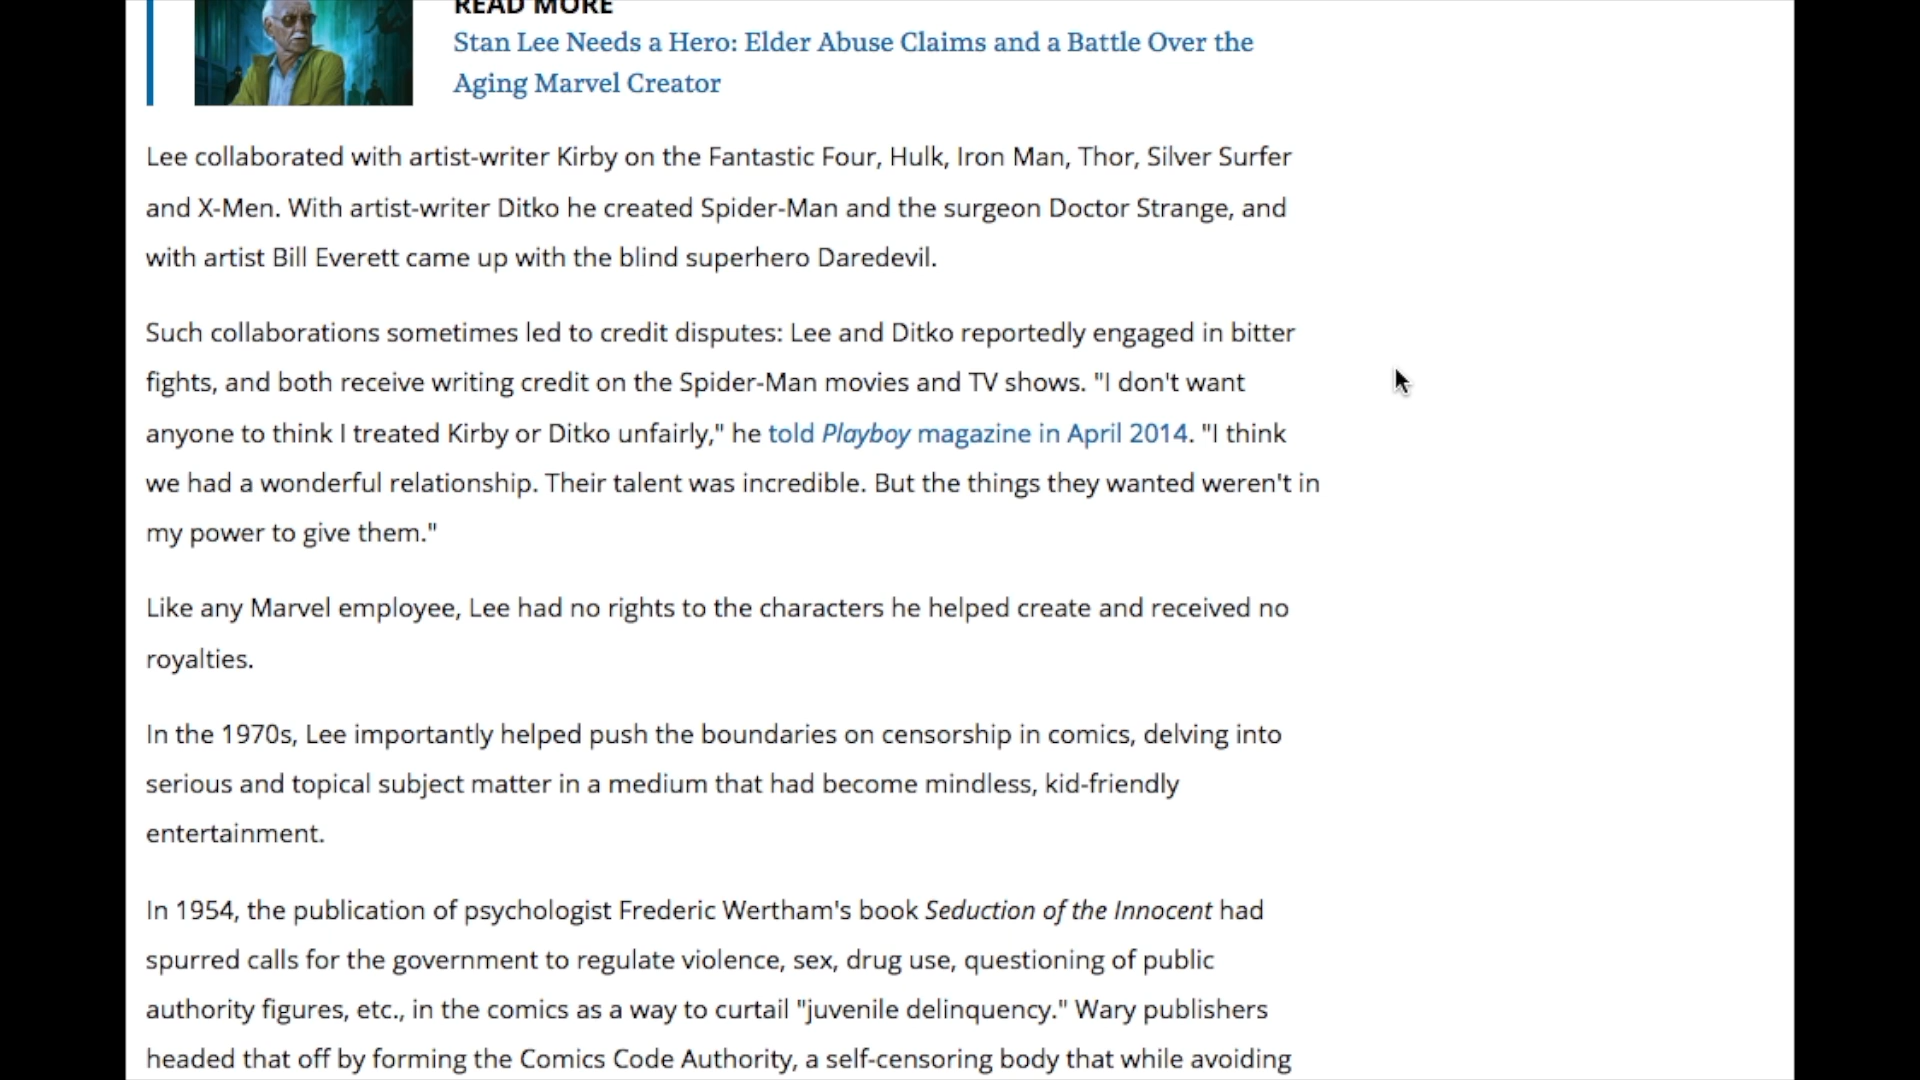 READ MORE
Stan Lee Needs a Hero: Elder Abuse Claims and a Battle Over the
Aging Marvel Creator
Lee collaborated with artist-writer Kirby on the Fantastic Four, Hulk, Iron Man, Thor, Silver Surfer
and X-Men. With artist-writer Ditko he created Spider-Man and the surgeon Doctor Strange, and
with artist Bill Everett came up with the blind superhero Daredevil.
Such collaborations sometimes led to credit disputes: Lee and Ditko reportedly engaged in bitter
fights, and both receive writing credit on the Spider-Man movies and TV shows. "I don't want
anyone to think I treated Kirby or Ditko unfairly," he told Playboy magazine in April 2014. "I think
we had a wonderful relationship. Their talent was incredible. But the things they wanted weren't in
my power to give them."
Like any Marvel employee, Lee had no rights to the characters he helped create and received no
royalties.
In the 1970s, Lee importantly helped push the boundaries on censorship in comics, delving into
serious and topical subject matter in a medium that had become mindless, kid-friendly
entertainment.
In 1954, the publication of psychologist Frederic Wertham's book Seduction of the Innocent had
spurred calls for the government to regulate violence, sex, drug use, questioning of public
authority figures, etc., in the comics as a way to curtail "juvenile delinquency." Wary publishers
headed that off by forming the Comics Code Authority, a self-censoring body that while avoiding